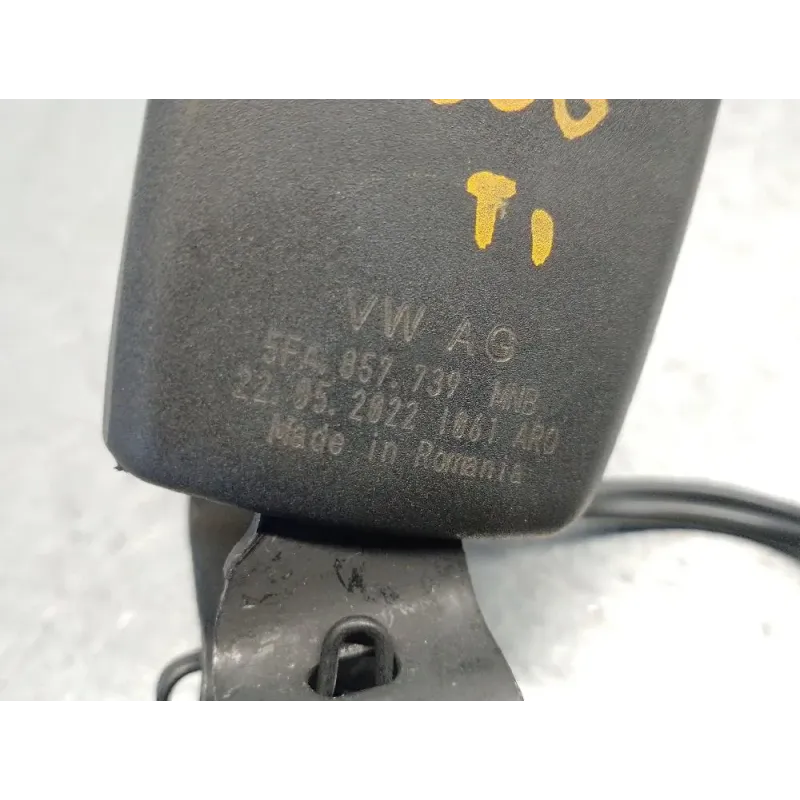 T1
VW AG
5FA.857.739 MNB
22.05.2022 1061 ARO
Made in Romania